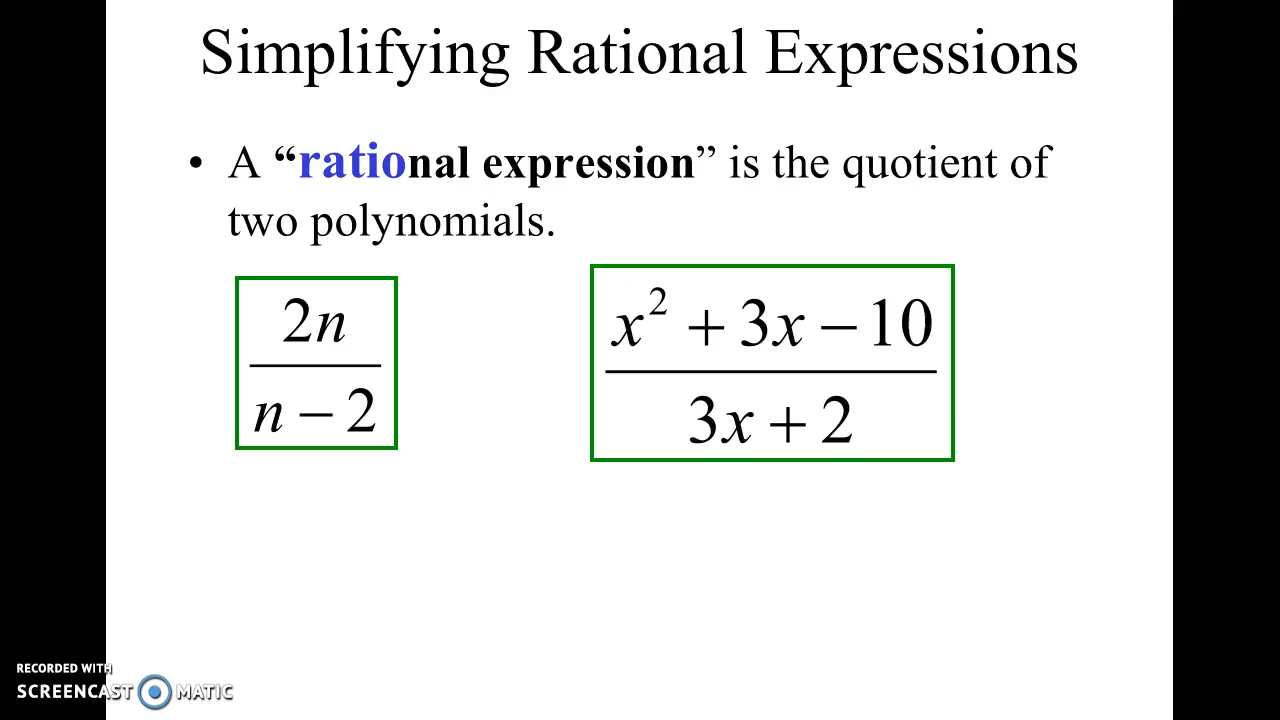 Simplifying Rational Expressions
• A “rational expression” is the quotient of
two polynomials.
2n
n − 2
x² + 3x − 10
3x + 2
RECORDED WITH
SCREENCAST MATIC